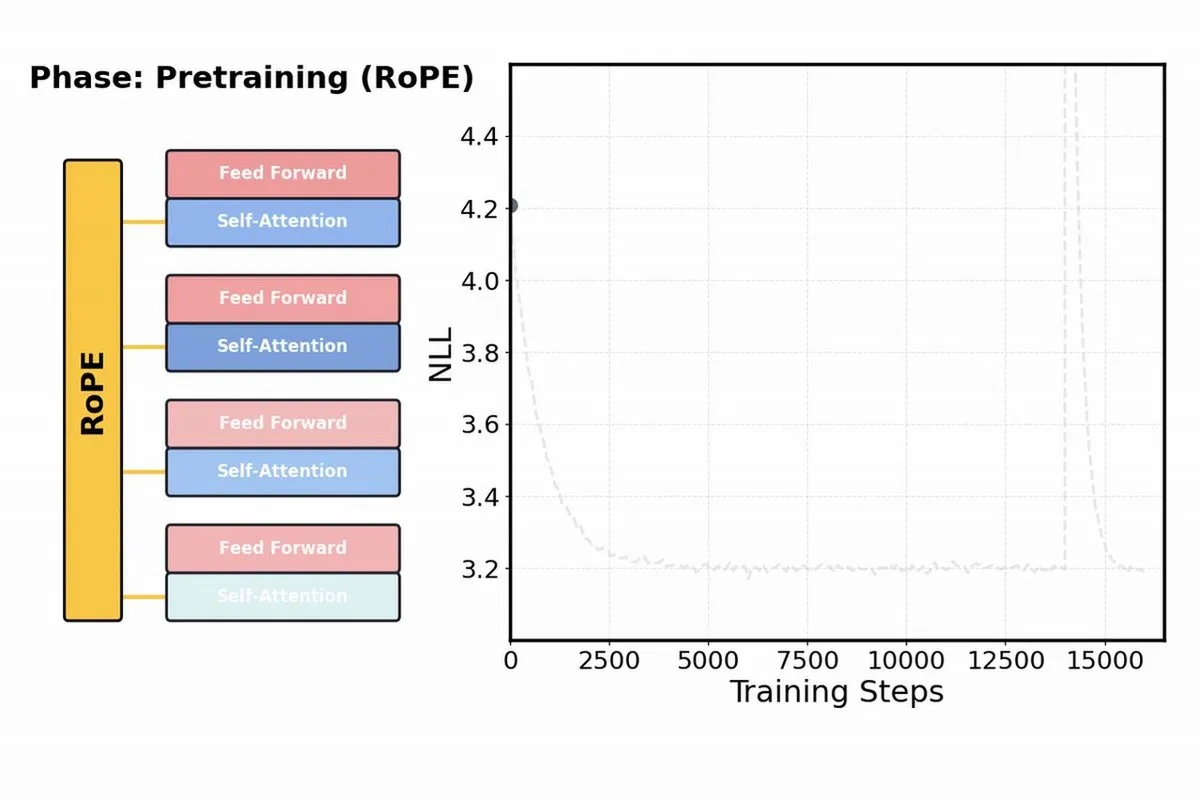 Phase: Pretraining (RoPE)
RoPE
Feed Forward
Self-Attention
Feed Forward
Self-Attention
Feed Forward
Self-Attention
Feed Forward
Self-Attention
NLL
4.4
4.2
4.0
3.8
3.6
3.4
3.2
0 2500 5000 7500 10000 12500 15000
Training Steps